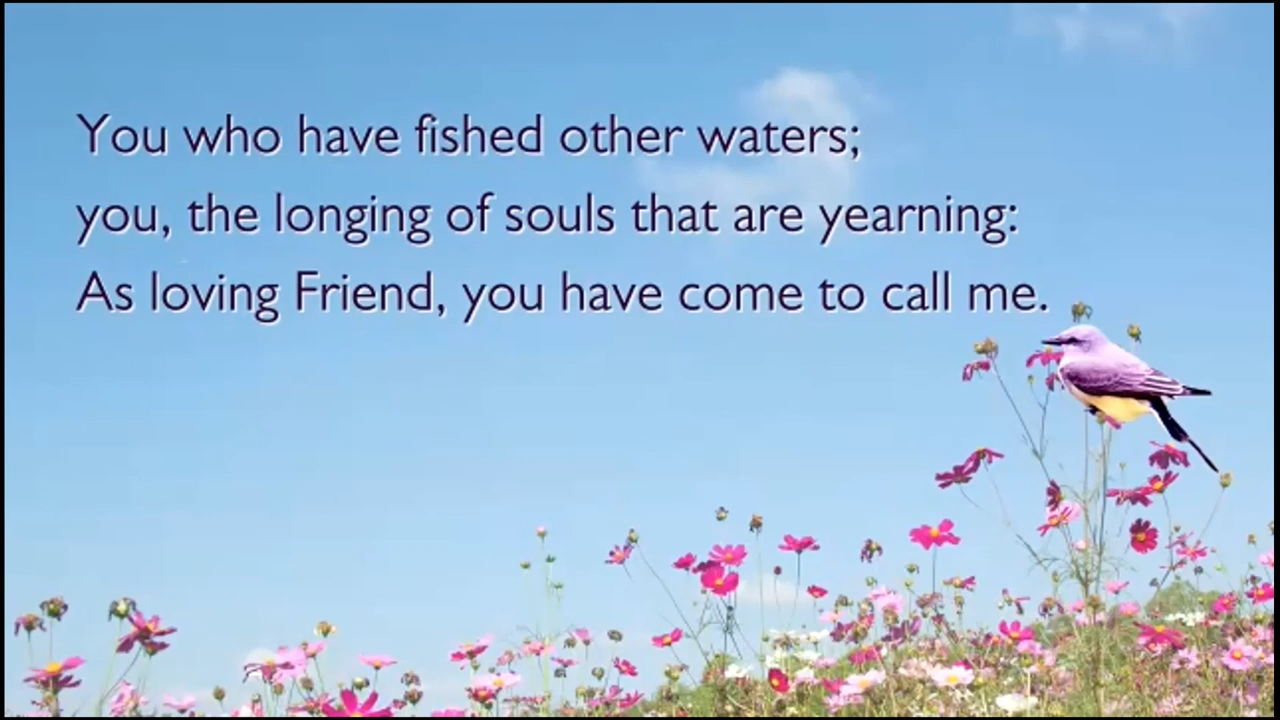 You who have fished other waters;
you, the longing of souls that are yearning:
As loving Friend, you have come to call me.